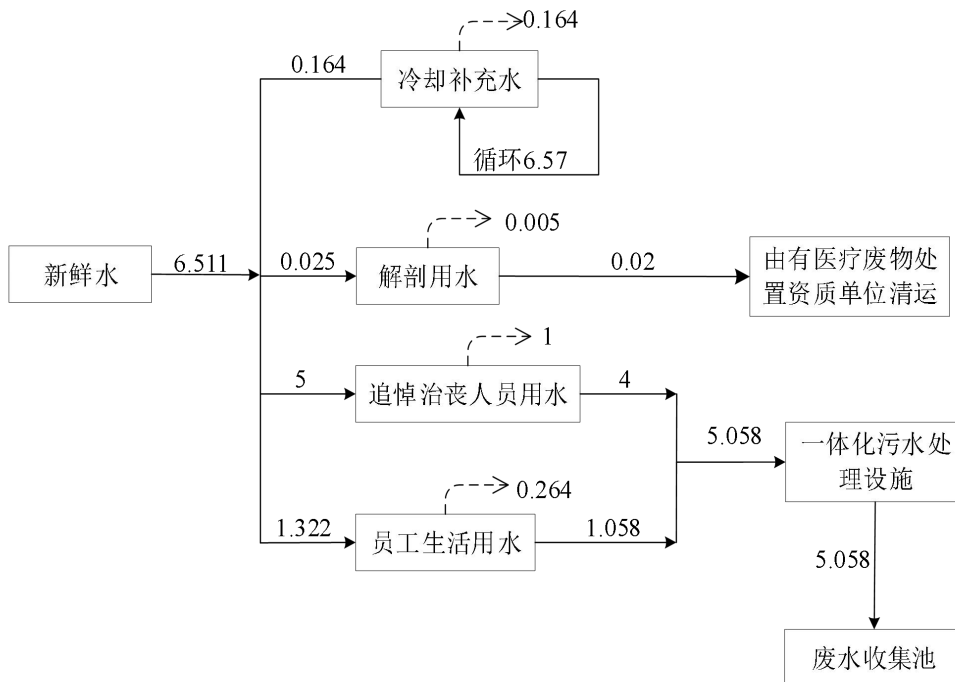 0.164
0.164
冷却补充水
循环6.57
0.005
新鲜水
6.511
0.025
解剖用水
0.02
由有医疗废物处
置资质单位清运
1
5
追悼治丧人员用水
4
5.058
一体化污水处
理设施
0.264
1.322
员工生活用水
1.058
5.058
废水收集池